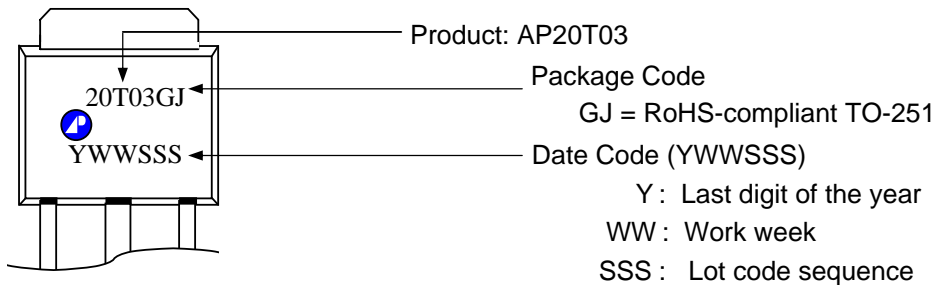 Product: AP20T03
Package Code
20T03GJ
GJ = RoHS-compliant TO-251
AP
YWWSSS
Date Code (YWWSSS)
Y : Last digit of the year
WW : Work week
SSS : Lot code sequence